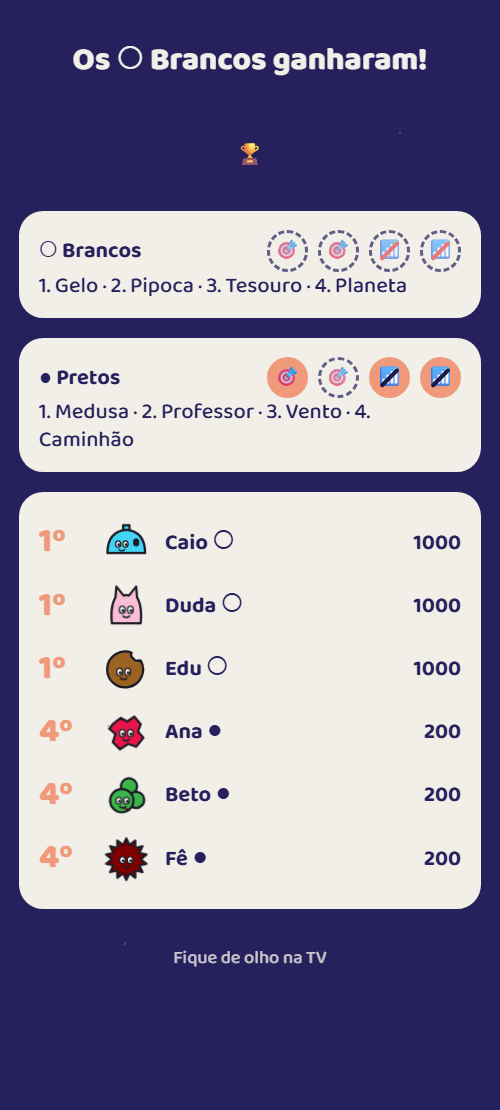 Os ○ Brancos ganharam!
○ Brancos
1. Gelo · 2. Pipoca · 3. Tesouro · 4. Planeta
● Pretos
1. Medusa · 2. Professor · 3. Vento · 4.
Caminhão
1º Caio ○ 1000
1º Duda ○ 1000
1º Edu ○ 1000
4º Ana ● 200
4º Beto ● 200
4º Fê ● 200
Fique de olho na TV